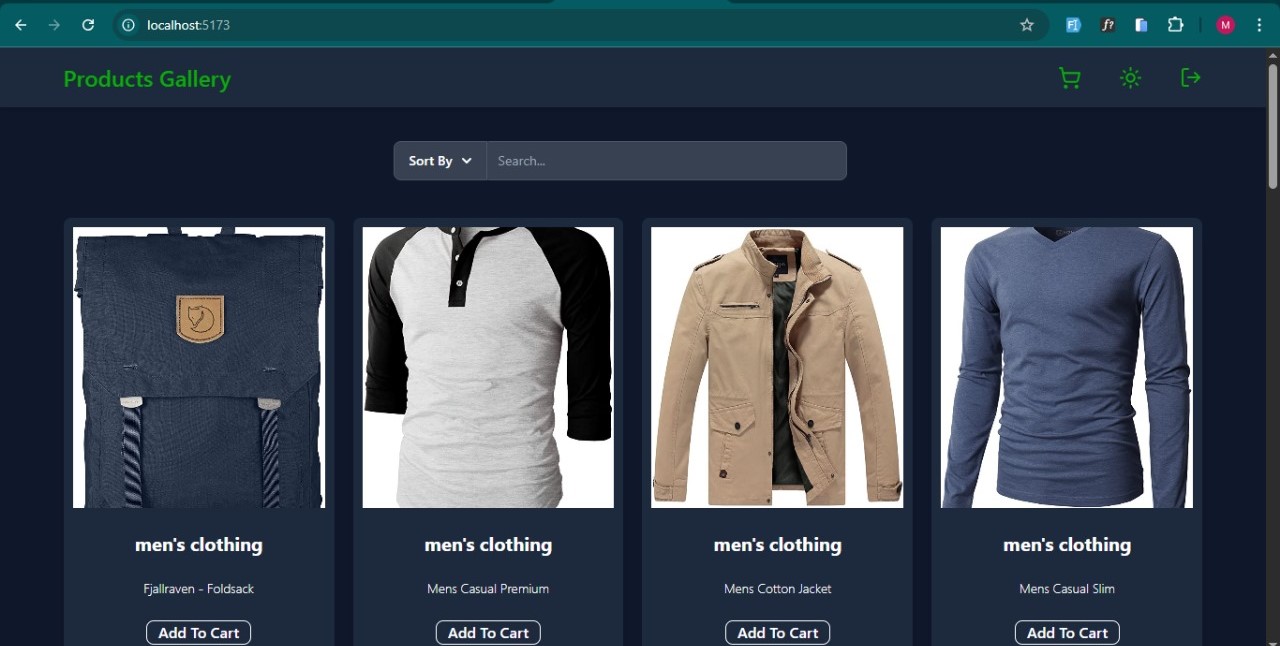 localhost:5173
M
Products Gallery
Sort By
Search...
men's clothing
Fjallraven - Foldsack
Add To Cart
men's clothing
Mens Casual Premium
Add To Cart
men's clothing
Mens Cotton Jacket
Add To Cart
men's clothing
Mens Casual Slim
Add To Cart